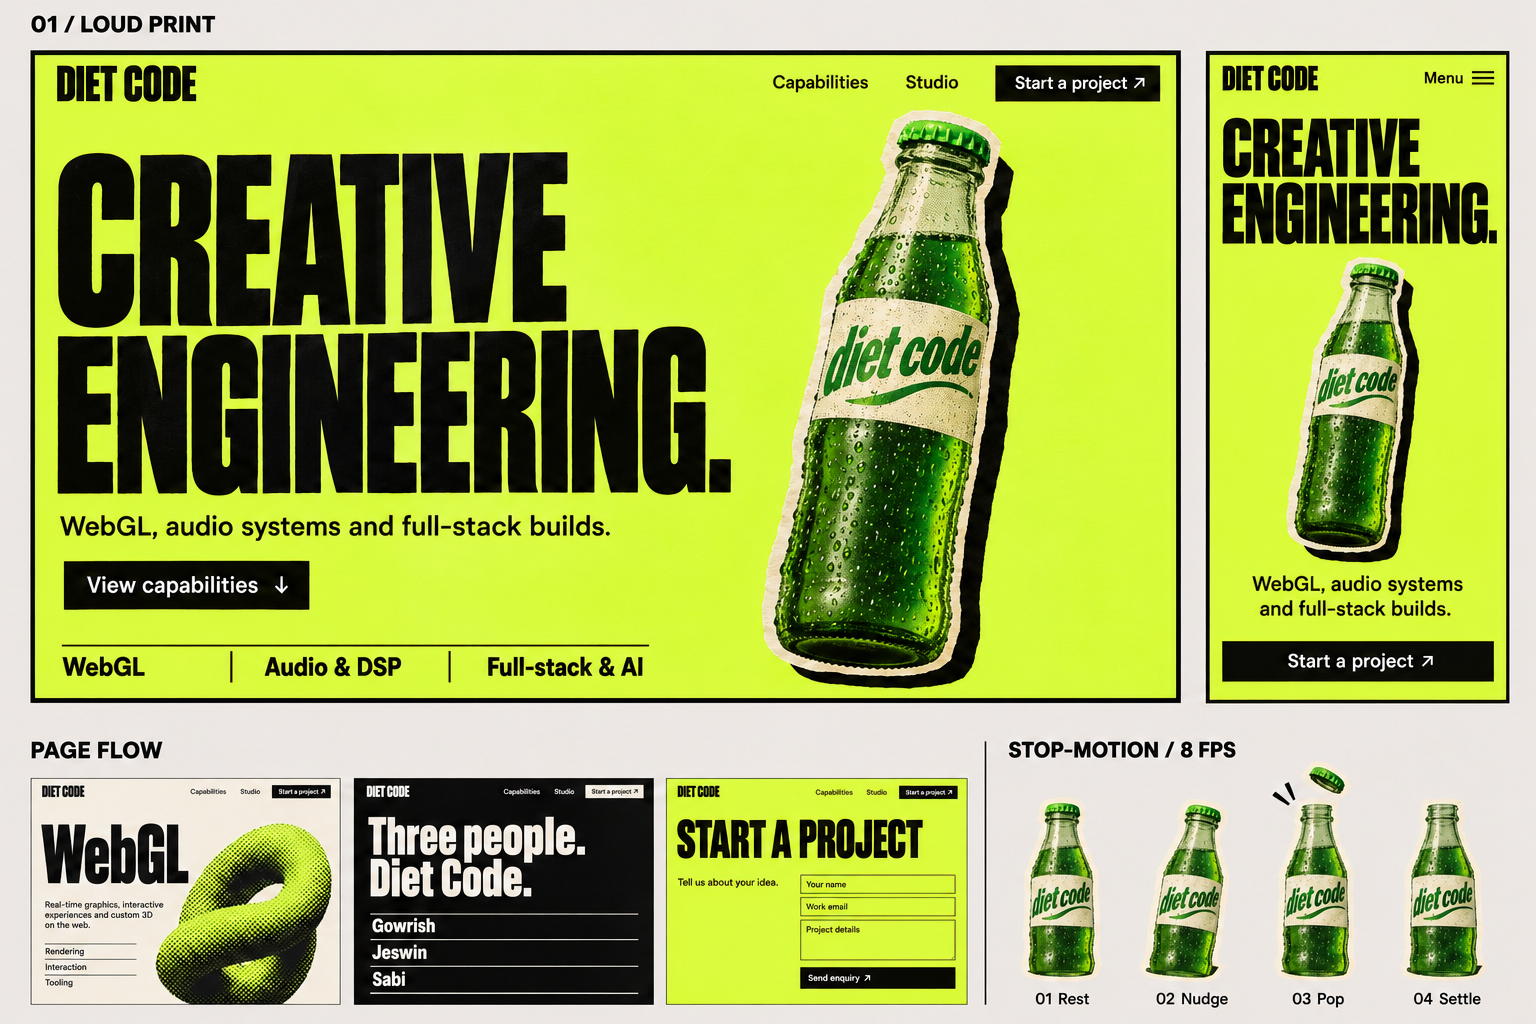 01 / LOUD PRINT
DIET CODE
Capabilities
Studio
Start a project ↗
CREATIVE
ENGINEERING.
WebGL, audio systems and full-stack builds.
View capabilities ↓
WebGL
Audio & DSP
Full-stack & AI
diet code
DIET CODE
Menu
CREATIVE
ENGINEERING.
diet code
WebGL, audio systems
and full-stack builds.
Start a project ↗
PAGE FLOW
DIET CODE
Capabilities
Studio
Start a project ↗
WebGL
Real-time graphics, interactive
experiences and custom 3D
on the web.
Rendering
Interaction
Tooling
DIET CODE
Capabilities
Studio
Start a project ↗
Three people.
Diet Code.
Gowrish
Jeswin
Sabi
DIET CODE
Capabilities
Studio
Start a project ↗
START A PROJECT
Tell us about your idea.
Your name
Work email
Project details
Send enquiry ↗
STOP-MOTION / 8 FPS
diet code
diet code
diet code
diet code
01 Rest
02 Nudge
03 Pop
04 Settle